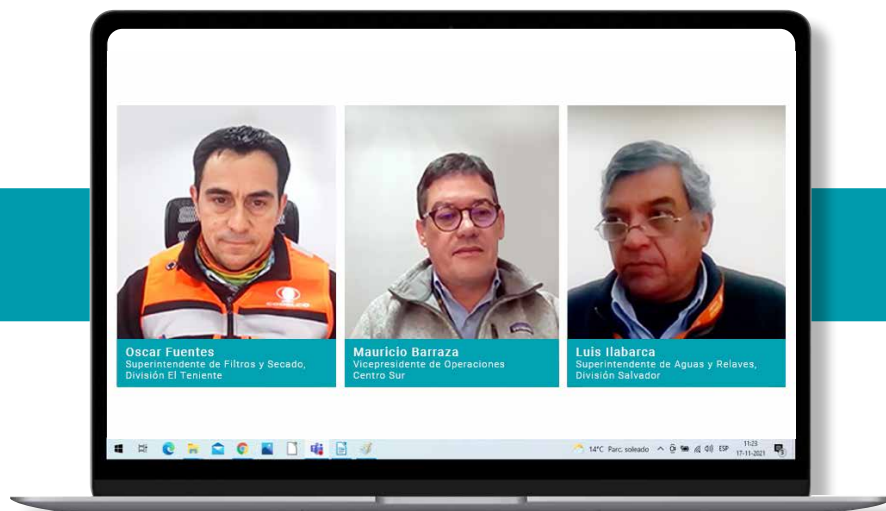 Oscar Fuentes
Superintendente de Filtros y Secado,
División El Teniente
Mauricio Barraza
Vicepresidente de Operaciones
Centro Sur
Luis Ilabarca
Superintendente de Aguas y Relaves,
División Salvador
14°C Parc. soleado
ESP
11:23
17-11-2021